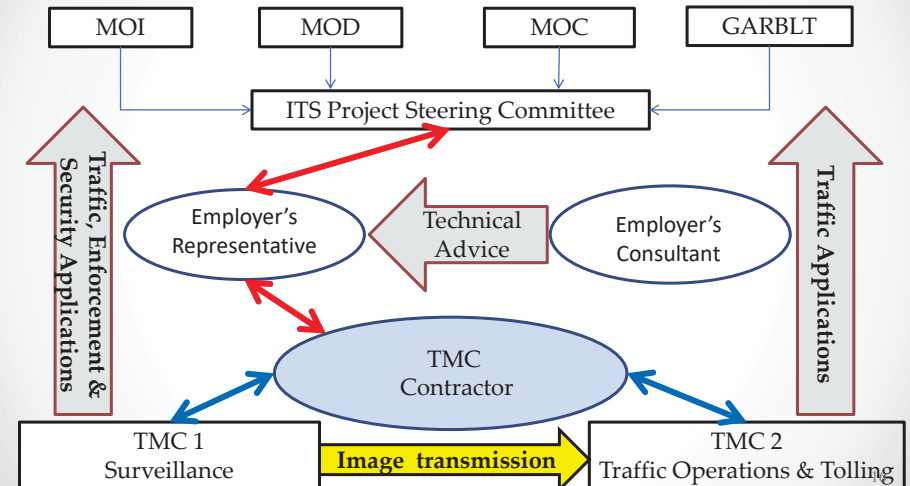 MOI
MOD
MOC
GARBLT
ITS Project Steering Committee
Traffic, Enforcement &
Security Applications
Employer's
Representative
Technical
Advice
Employer's
Consultant
Traffic Applications
TMC
Contractor
TMC 1
Surveillance
Image transmission
TMC 2
Traffic Operations & Tolling